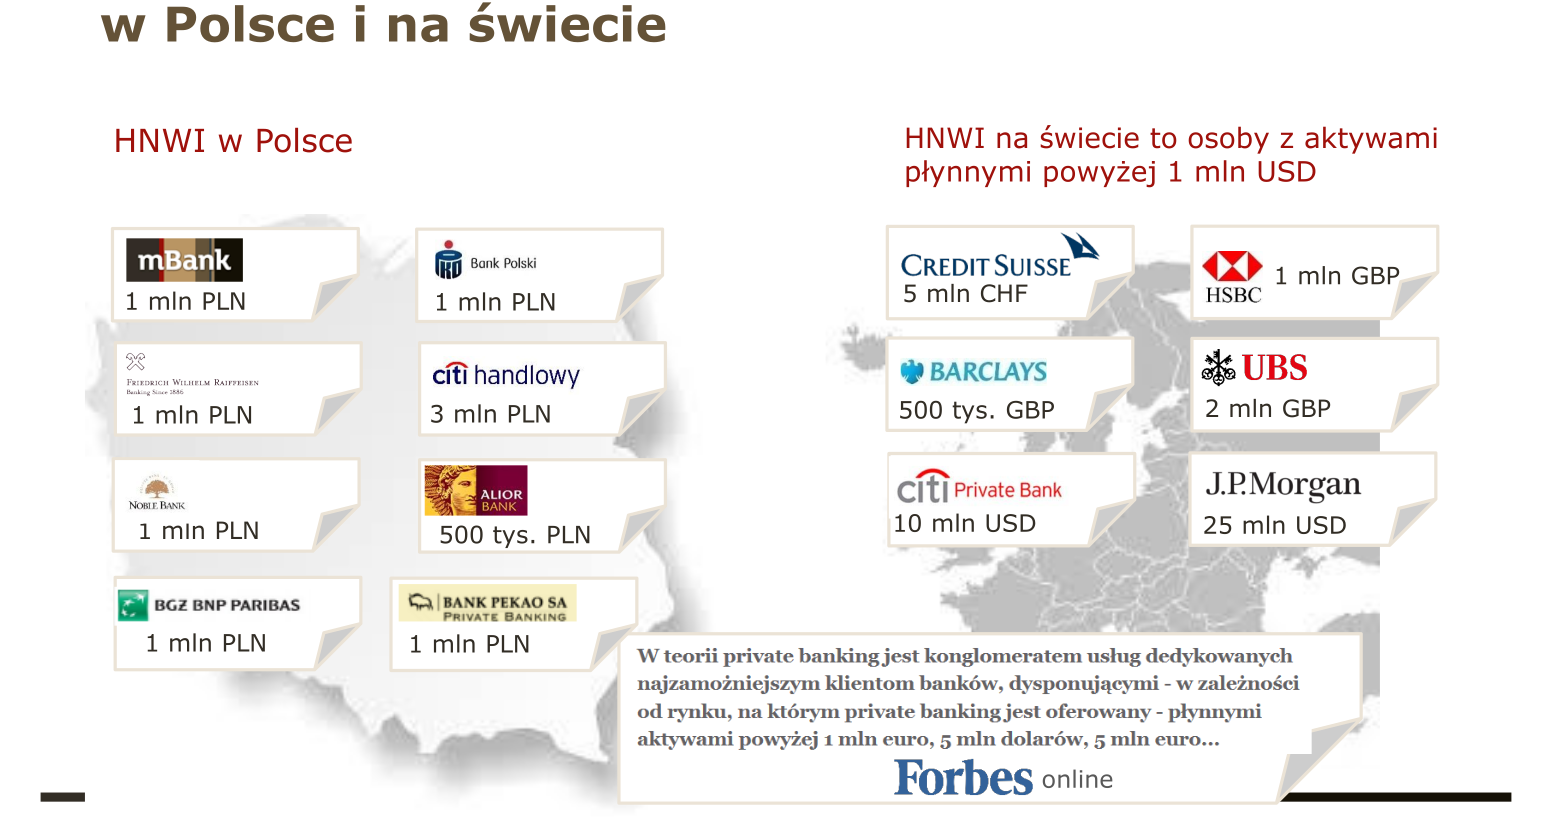 w Polsce i na świecie
HNWI w Polsce
HNWI na świecie to osoby z aktywami
płynnymi powyżej 1 mln USD
mBank
1 mln PLN
PKO Bank Polski
1 mln PLN
Friedrich Wilhelm Raiffeisen
Banking Since 1886
1 mln PLN
citi handlowy
3 mln PLN
Noble Bank
1 mln PLN
ALIOR
BANK
500 tys. PLN
BGŻ BNP PARIBAS
1 mln PLN
BANK PEKAO SA
PRIVATE BANKING
1 mln PLN
CREDIT SUISSE
5 mln CHF
HSBC
1 mln GBP
BARCLAYS
500 tys. GBP
UBS
2 mln GBP
citi Private Bank
10 mln USD
J.P.Morgan
25 mln USD
W teorii private banking jest konglomeratem usług dedykowanych
najzamożniejszym klientom banków, dysponującymi - w zależności
od rynku, na którym private banking jest oferowany - płynnymi
aktywami powyżej 1 mln euro, 5 mln dolarów, 5 mln euro...
Forbes online